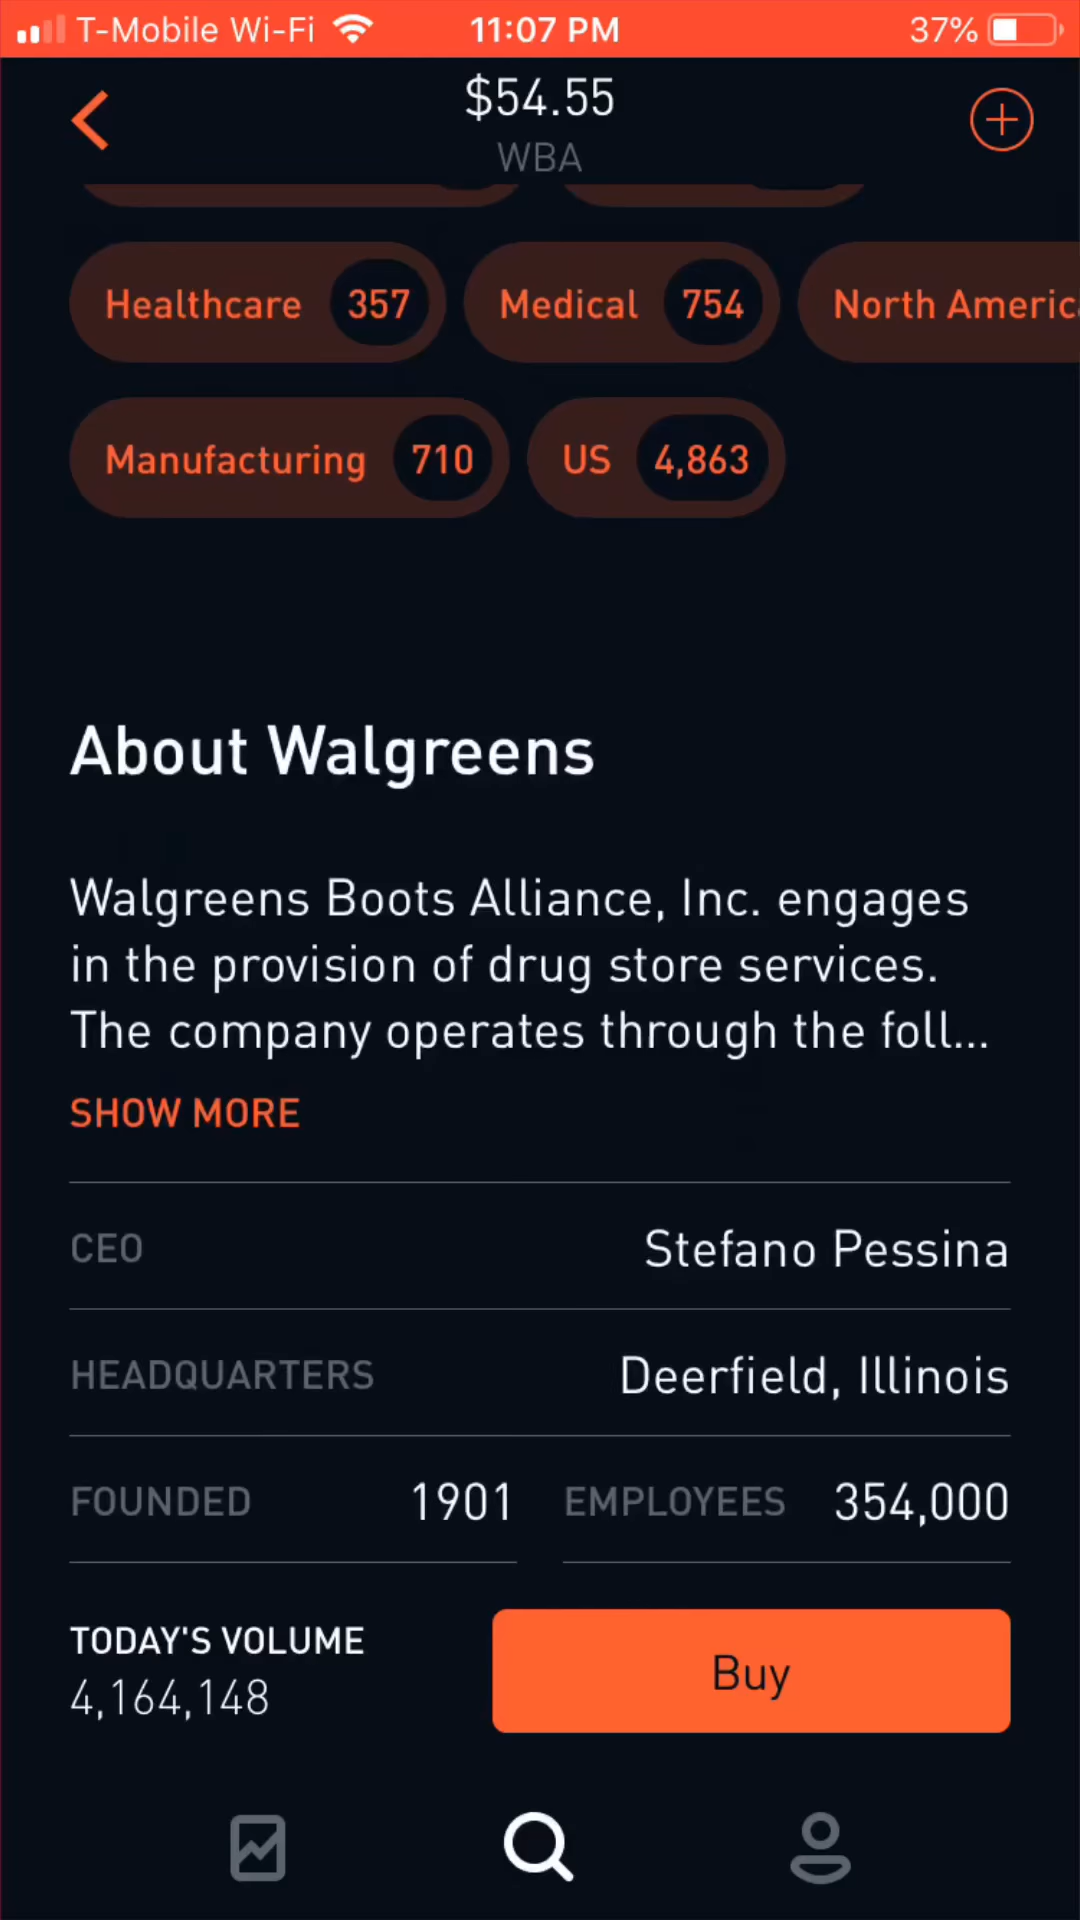 T-Mobile Wi-Fi 11:07 PM 37%
$54.55
WBA
Healthcare 357 Medical 754 North Americ
Manufacturing 710 US 4,863
About Walgreens
Walgreens Boots Alliance, Inc. engages
in the provision of drug store services.
The company operates through the foll...
SHOW MORE
CEO Stefano Pessina
HEADQUARTERS Deerfield, Illinois
FOUNDED 1901 EMPLOYEES 354,000
TODAY'S VOLUME
4,164,148
Buy